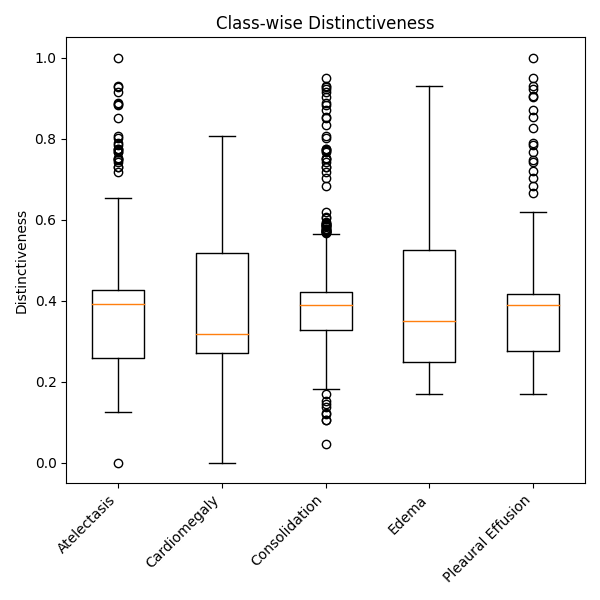 Class-wise Distinctiveness
1.0
0.8
0.6
0.4
0.2
0.0
Distinctiveness
Atelectasis
Cardiomegaly
Consolidation
Edema
Pleaural Effusion